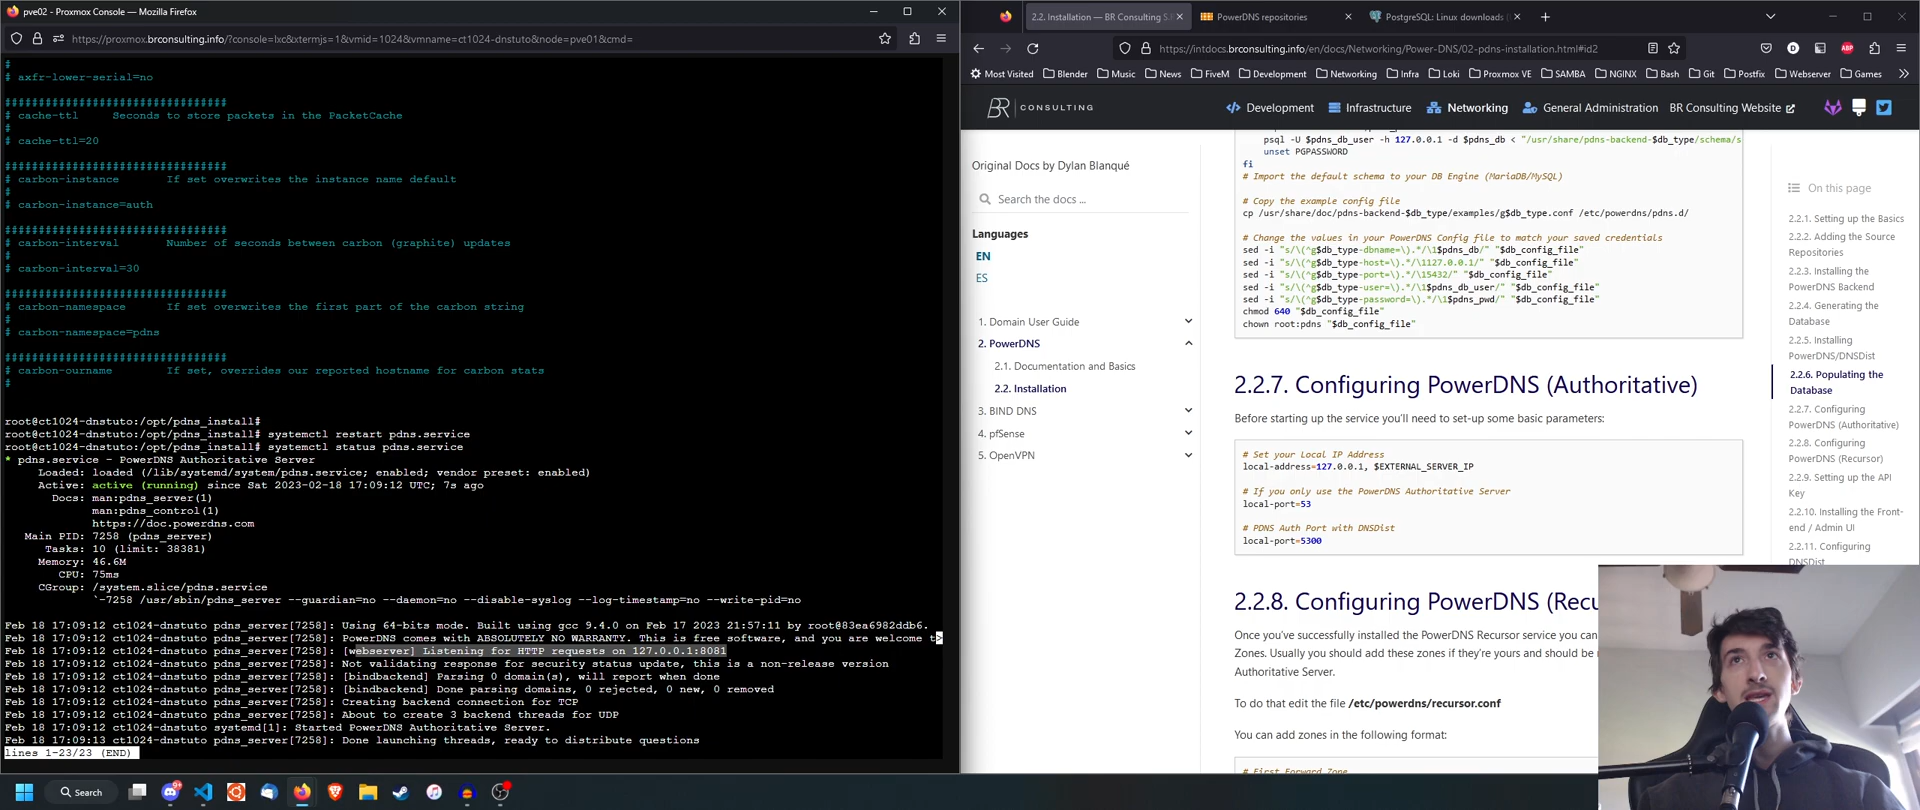 pve02 - Proxmox Console — Mozilla Firefox
https://proxmox.brconsulting.info/?console=lxc&xtermjs=1&vmid=1024&vmname=ct1024-dnstuto&node=pve01&cmd=
#
# axfr-lower-serial=no
#################################
# cache-ttl Seconds to store packets in the PacketCache
#
# cache-ttl=20
#################################
# carbon-instance If set overwrites the instance name default
#
# carbon-instance=auth
#################################
# carbon-interval Number of seconds between carbon (graphite) updates
#
# carbon-interval=30
#################################
# carbon-namespace If set overwrites the first part of the carbon string
#
# carbon-namespace=pdns
#################################
# carbon-ourname If set, overrides our reported hostname for carbon stats
#
root@ct1024-dnstuto:/opt/pdns_install#
root@ct1024-dnstuto:/opt/pdns_install# systemctl restart pdns.service
root@ct1024-dnstuto:/opt/pdns_install# systemctl status pdns.service
* pdns.service - PowerDNS Authoritative Server
Loaded: loaded (/lib/systemd/system/pdns.service; enabled; vendor preset: enabled)
Active: active (running) since Sat 2023-02-18 17:09:12 UTC; 7s ago
Docs: man:pdns_server(1)
man:pdns_control(1)
https://doc.powerdns.com
Main PID: 7258 (pdns_server)
Tasks: 10 (limit: 38381)
Memory: 46.6M
CPU: 75ms
CGroup: /system.slice/pdns.service
`-7258 /usr/sbin/pdns_server --guardian=no --daemon=no --disable-syslog --log-timestamp=no --write-pid=no
Feb 18 17:09:12 ct1024-dnstuto pdns_server[7258]: Using 64-bits mode. Built using gcc 9.4.0 on Feb 17 2023 21:57:11 by root@83ea6982ddb6.
Feb 18 17:09:12 ct1024-dnstuto pdns_server[7258]: PowerDNS comes with ABSOLUTELY NO WARRANTY. This is free software, and you are welcome t>
Feb 18 17:09:12 ct1024-dnstuto pdns_server[7258]: [webserver] Listening for HTTP requests on 127.0.0.1:8081
Feb 18 17:09:12 ct1024-dnstuto pdns_server[7258]: Not validating response for security status update, this is a non-release version
Feb 18 17:09:12 ct1024-dnstuto pdns_server[7258]: [bindbackend] Parsing 0 domain(s), will report when done
Feb 18 17:09:12 ct1024-dnstuto pdns_server[7258]: [bindbackend] Done parsing domains, 0 rejected, 0 new, 0 removed
Feb 18 17:09:12 ct1024-dnstuto pdns_server[7258]: Creating backend connection for TCP
Feb 18 17:09:12 ct1024-dnstuto pdns_server[7258]: About to create 3 backend threads for UDP
Feb 18 17:09:12 ct1024-dnstuto systemd[1]: Started PowerDNS Authoritative Server.
Feb 18 17:09:13 ct1024-dnstuto pdns_server[7258]: Done launching threads, ready to distribute questions
lines 1-23/23 (END)
2.2. Installation — BR Consulting S.
PowerDNS repositories
PostgreSQL: Linux downloads (
https://intdocs.brconsulting.info/en/docs/Networking/Power-DNS/02-pdns-installation.html#id2
ABP
Most Visited Blender Music News FiveM Development Networking Infra Loki Proxmox VE SAMBA NGINX Bash Git Postfix Webserver Games
BR CONSULTING
Development Infrastructure Networking General Administration BR Consulting Website
Original Docs by Dylan Blanqué
Search the docs ...
Languages
EN
ES
1. Domain User Guide
2. PowerDNS
2.1. Documentation and Basics
2.2. Installation
3. BIND DNS
4. pfSense
5. OpenVPN
psql -U $pdns_db_user -h 127.0.0.1 -d $pdns_db < "/usr/share/pdns-backend-$db_type/schema/s
unset PGPASSWORD
fi
# Import the default schema to your DB Engine (MariaDB/MySQL)
# Copy the example config file
cp /usr/share/doc/pdns-backend-$db_type/examples/g$db_type.conf /etc/powerdns/pdns.d/
# Change the values in your PowerDNS Config file to match your saved credentials
sed -i "s/\(^g$db_type-dbname=\).*/\1$pdns_db/" "$db_config_file"
sed -i "s/\(^g$db_type-host=\).*/\1127.0.0.1/" "$db_config_file"
sed -i "s/\(^g$db_type-port=\).*/\15432/" "$db_config_file"
sed -i "s/\(^g$db_type-user=\).*/\1$pdns_db_user/" "$db_config_file"
sed -i "s/\(^g$db_type-password=\).*/\1$pdns_pwd/" "$db_config_file"
chmod 640 "$db_config_file"
chown root:pdns "$db_config_file"
2.2.7. Configuring PowerDNS (Authoritative)
Before starting up the service you'll need to set-up some basic parameters:
# Set your Local IP Address
local-address=127.0.0.1, $EXTERNAL_SERVER_IP
# If you only use the PowerDNS Authoritative Server
local-port=53
# PDNS Auth Port with DNSDist
local-port=5300
2.2.8. Configuring PowerDNS (Recu
Once you've successfully installed the PowerDNS Recursor service you can
Zones. Usually you should add these zones if they're yours and should be
Authoritative Server.
To do that edit the file /etc/powerdns/recursor.conf
You can add zones in the following format:
# First Forward Zone
On this page
2.2.1. Setting up the Basics
2.2.2. Adding the Source
Repositories
2.2.3. Installing the
PowerDNS Backend
2.2.4. Generating the
Database
2.2.5. Installing
PowerDNS/DNSDist
2.2.6. Populating the
Database
2.2.7. Configuring
PowerDNS (Authoritative)
2.2.8. Configuring
PowerDNS (Recursor)
2.2.9. Setting up the API
Key
2.2.10. Installing the Front-
end / Admin UI
2.2.11. Configuring
DNSDist
Search